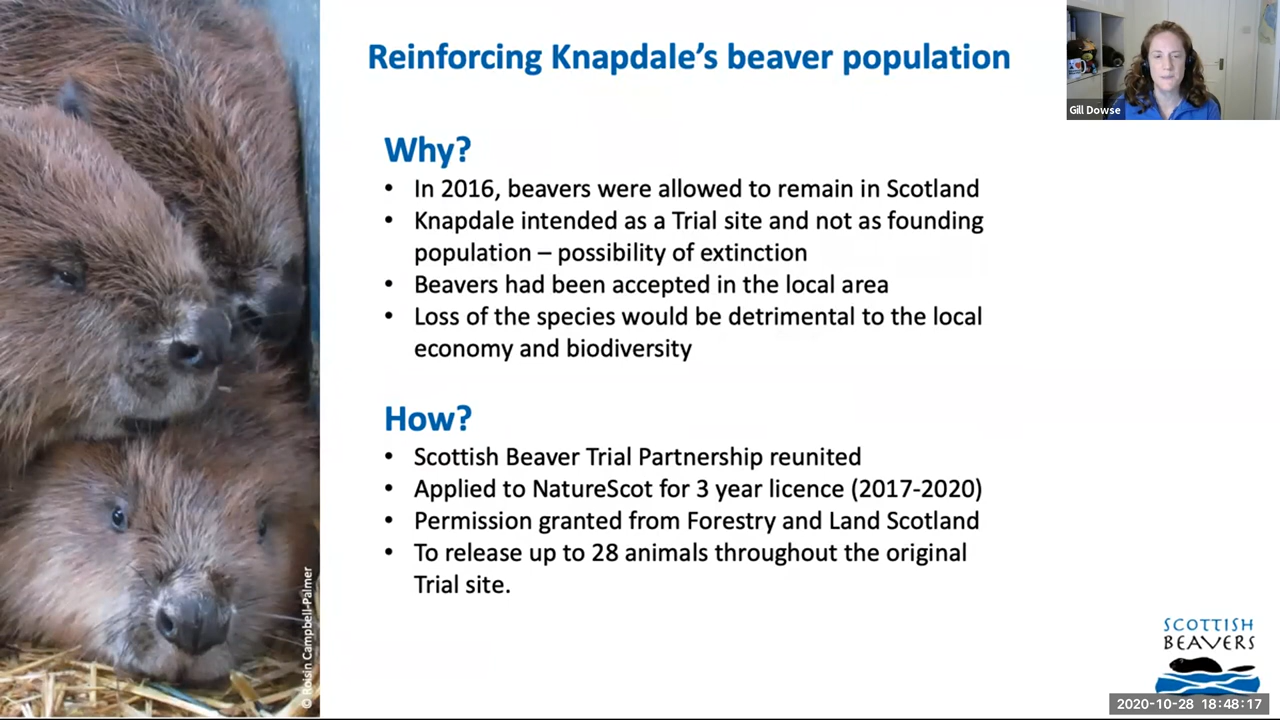 Reinforcing Knapdale's beaver population
Gill Dowse
Why?
• In 2016, beavers were allowed to remain in Scotland
• Knapdale intended as a Trial site and not as founding
population – possibility of extinction
• Beavers had been accepted in the local area
• Loss of the species would be detrimental to the local
economy and biodiversity
How?
• Scottish Beaver Trial Partnership reunited
• Applied to NatureScot for 3 year licence (2017-2020)
• Permission granted from Forestry and Land Scotland
• To release up to 28 animals throughout the original
Trial site.
© Roisin Campbell-Palmer
SCOTTISH
BEAVERS
2020-10-28 18:48:17